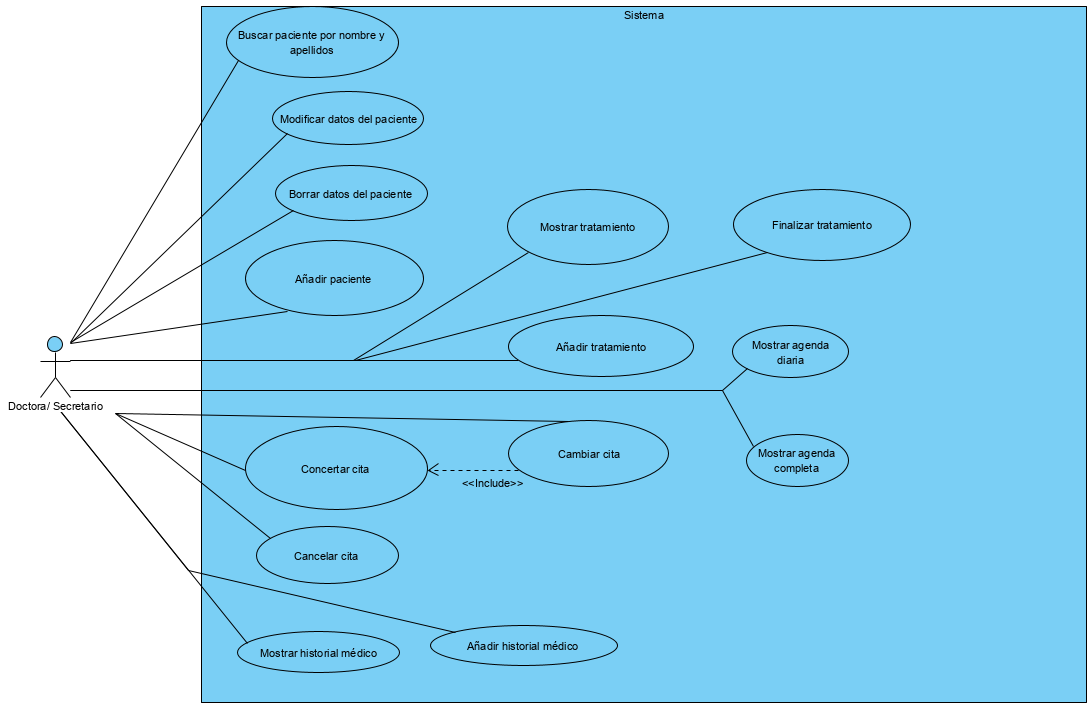 Sistema
Buscar paciente por nombre y
apellidos
Modificar datos del paciente
Borrar datos del paciente
Mostrar tratamiento
Finalizar tratamiento
Añadir paciente
Añadir tratamiento
Mostrar agenda
diaria
Doctora/ Secretario
Concertar cita
Cambiar cita
<<Include>>
Mostrar agenda
completa
Cancelar cita
Mostrar historial médico
Añadir historial médico